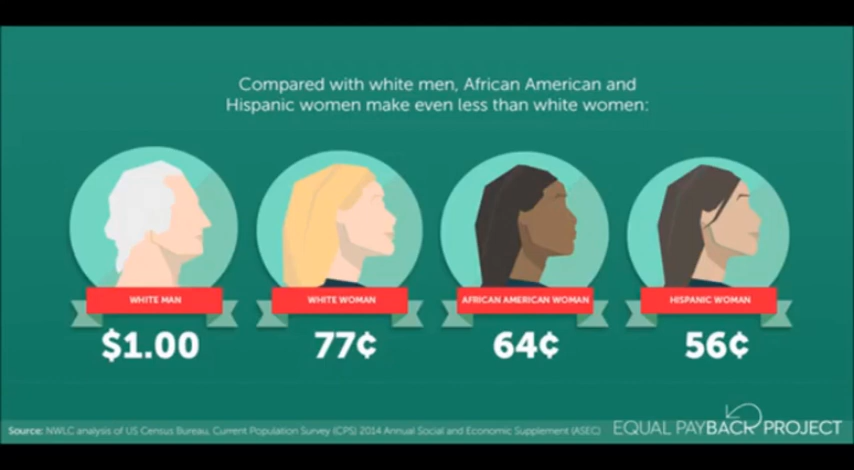 Compared with white men, African American and
Hispanic women make even less than white women:
WHITE MAN
WHITE WOMAN
AFRICAN AMERICAN WOMAN
HISPANIC WOMAN
$1.00
77¢
64¢
56¢
Source: NWLC analysis of US Census Bureau, Current Population Survey (CPS) 2014 Annual Social and Economic Supplement (ASEC)
EQUAL PAYBACK PROJECT